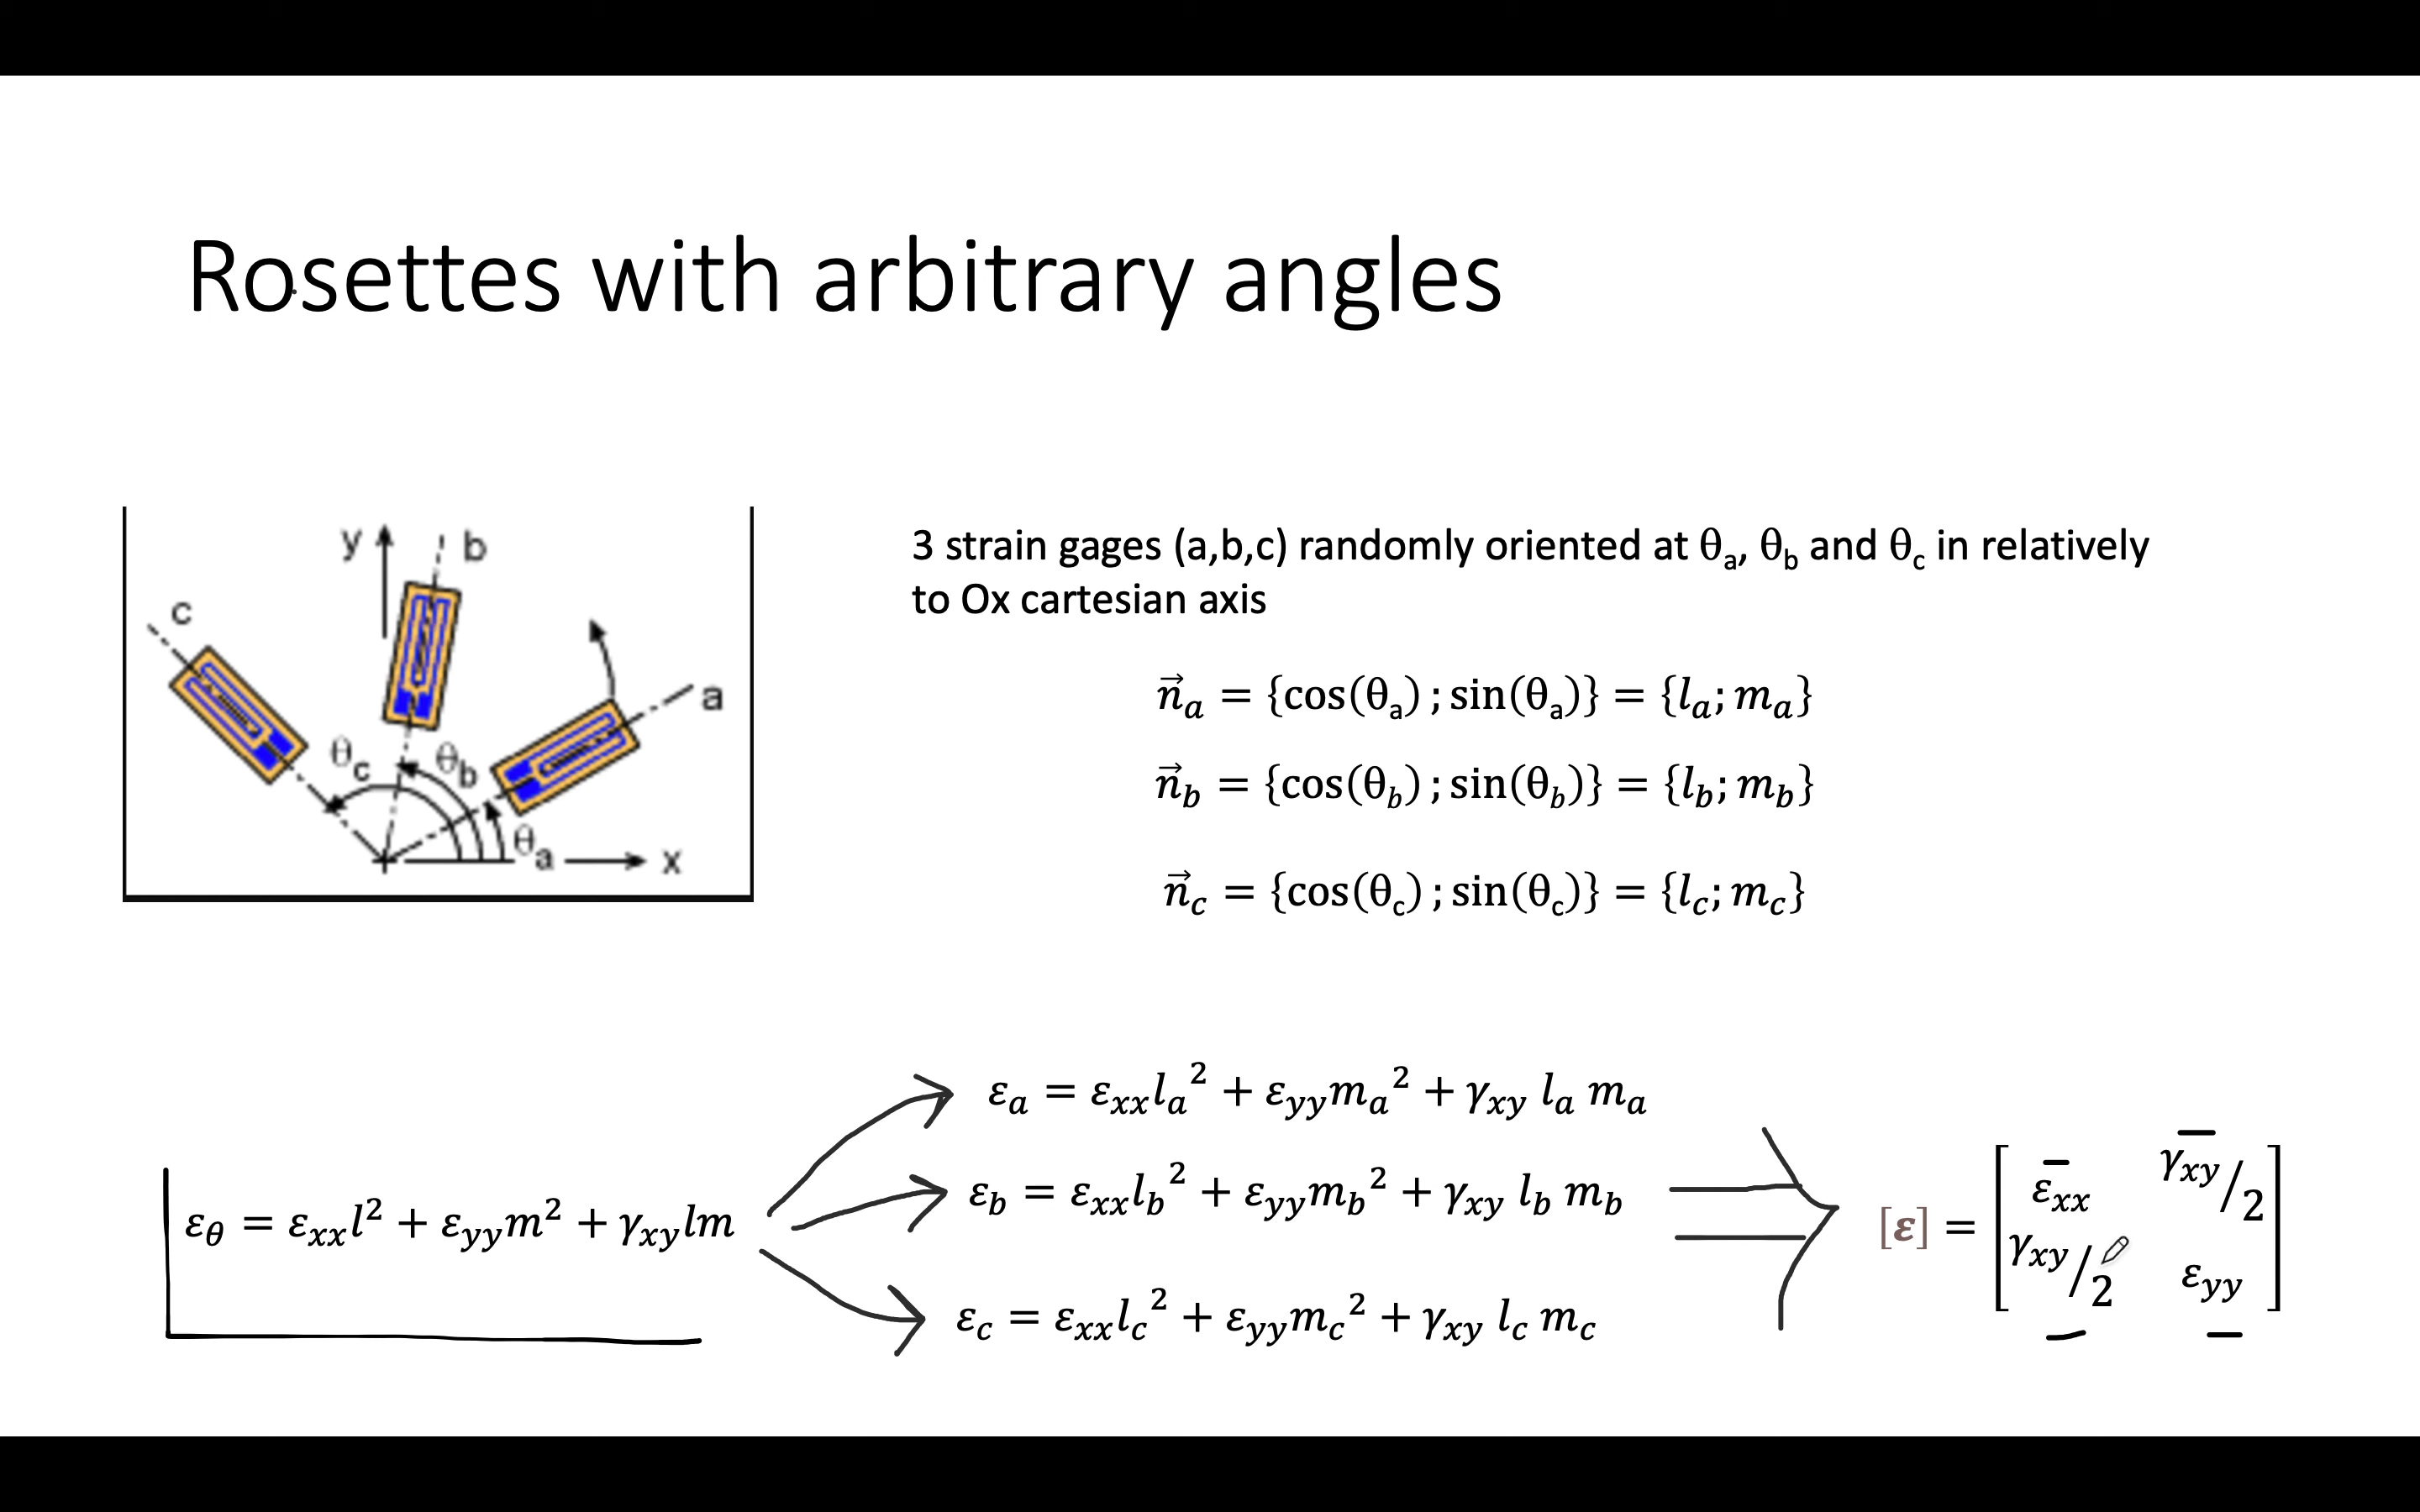 Rosettes with arbitrary angles
y
b
c
a
θc
θb
θa
x
3 strain gages (a,b,c) randomly oriented at θa, θb and θc in relatively
to Ox cartesian axis
n⃗a = {cos(θa) ; sin(θa)} = {la; ma}
n⃗b = {cos(θb) ; sin(θb)} = {lb; mb}
n⃗c = {cos(θc) ; sin(θc)} = {lc; mc}
εθ = εxx l² + εyy m² + γxy lm
εa = εxx la² + εyy ma² + γxy la ma
εb = εxx lb² + εyy mb² + γxy lb mb
εc = εxx lc² + εyy mc² + γxy lc mc
[ε] =
εxx γxy/2
γxy/2 εyy